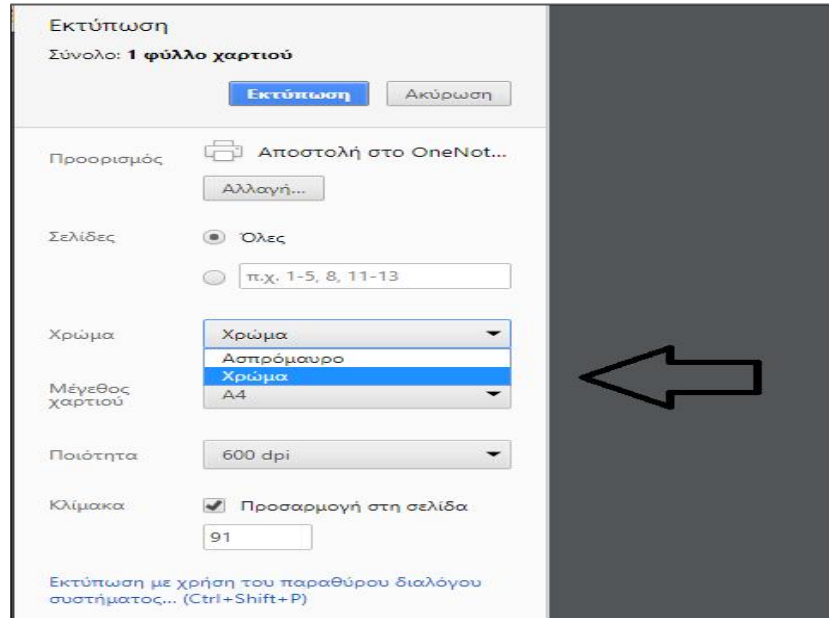 Εκτύπωση
Σύνολο: 1 φύλλο χαρτιού
Εκτύπωση Ακύρωση
Προορισμός Αποστολή στο OneNot...
Αλλαγή...
Σελίδες Όλες
π.χ. 1-5, 8, 11-13
Χρώμα Χρώμα
Ασπρόμαυρο
Χρώμα
Μέγεθος
χαρτιού A4
Ποιότητα 600 dpi
Κλίμακα Προσαρμογή στη σελίδα
91
Εκτύπωση με χρήση του παραθύρου διαλόγου
συστήματος... (Ctrl+Shift+P)